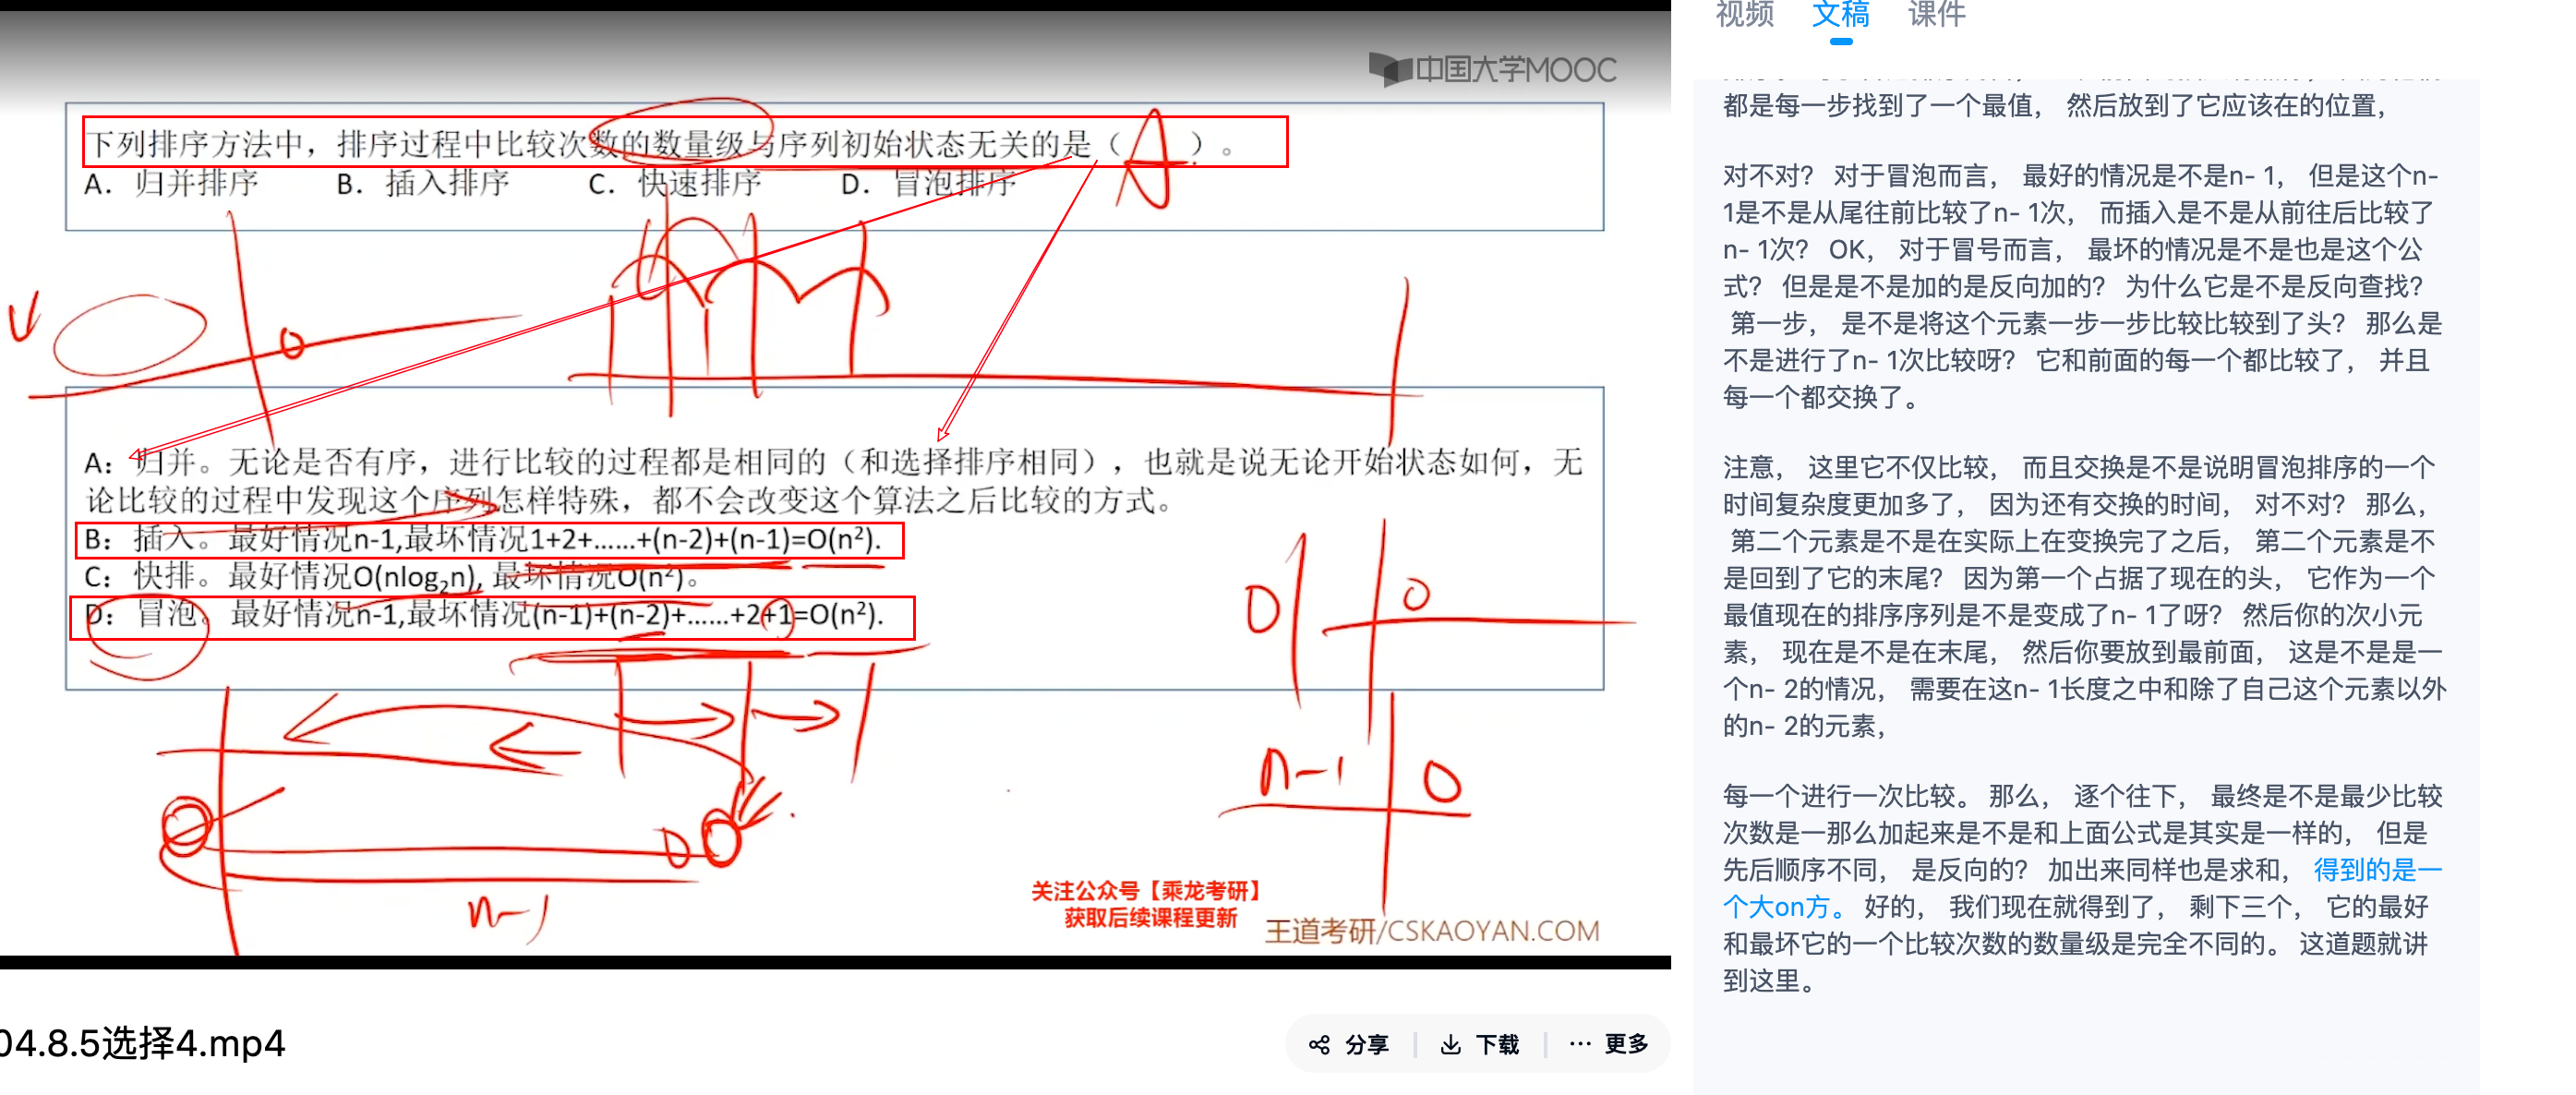 中国大学MOOC
下列排序方法中，排序过程中比较次数的数量级与序列初始状态无关的是（ A ）。
A. 归并排序 B. 插入排序 C. 快速排序 D. 冒泡排序
A：归并。无论是否有序，进行比较的过程都是相同的（和选择排序相同），也就是说无论开始状态如何，无
论比较的过程中发现这个序列怎样特殊，都不会改变这个算法之后比较的方式。
B：插入。最好情况n-1,最坏情况1+2+……+(n-2)+(n-1)=O(n²).
C：快排。最好情况O(nlog₂n), 最坏情况O(n²)。
D：冒泡。最好情况n-1,最坏情况(n-1)+(n-2)+……+2+1=O(n²).
0
0
0
n-1
0
n-1
关注公众号【乘龙考研】
获取后续课程更新
王道考研/CSKAOYAN.COM
04.8.5选择4.mp4
分享 下载 ··· 更多
视频 文稿 课件
都是每一步找到了一个最值， 然后放到了它应该在的位置，
对不对？ 对于冒泡而言， 最好的情况是不是n- 1， 但是这个n-
1是不是从尾往前比较了n- 1次， 而插入是不是从前往后比较了
n- 1次？ OK， 对于冒号而言， 最坏的情况是不是也是这个公
式？ 但是是不是加的是反向加的？ 为什么它是不是反向查找？
第一步， 是不是将这个元素一步一步比较比较到了头？ 那么是
不是进行了n- 1次比较呀？ 它和前面的每一个都比较了， 并且
每一个都交换了。
注意， 这里它不仅比较， 而且交换是不是说明冒泡排序的一个
时间复杂度更加多了， 因为还有交换的时间， 对不对？ 那么，
第二个元素是不是在实际上在变换完了之后， 第二个元素是不
是回到了它的末尾？ 因为第一个占据了现在的头， 它作为一个
最值现在的排序序列是不是变成了n- 1了呀？ 然后你的次小元
素， 现在是不是在末尾， 然后你要放到最前面， 这是不是是一
个n- 2的情况， 需要在这n- 1长度之中和除了自己这个元素以外
的n- 2的元素，
每一个进行一次比较。 那么， 逐个往下， 最终是不是最少比较
次数是一那么加起来是不是和上面公式是其实是一样的， 但是
先后顺序不同， 是反向的？ 加出来同样也是求和， 得到的是一
个大on方。 好的， 我们现在就得到了， 剩下三个， 它的最好
和最坏它的一个比较次数的数量级是完全不同的。 这道题就讲
到这里。